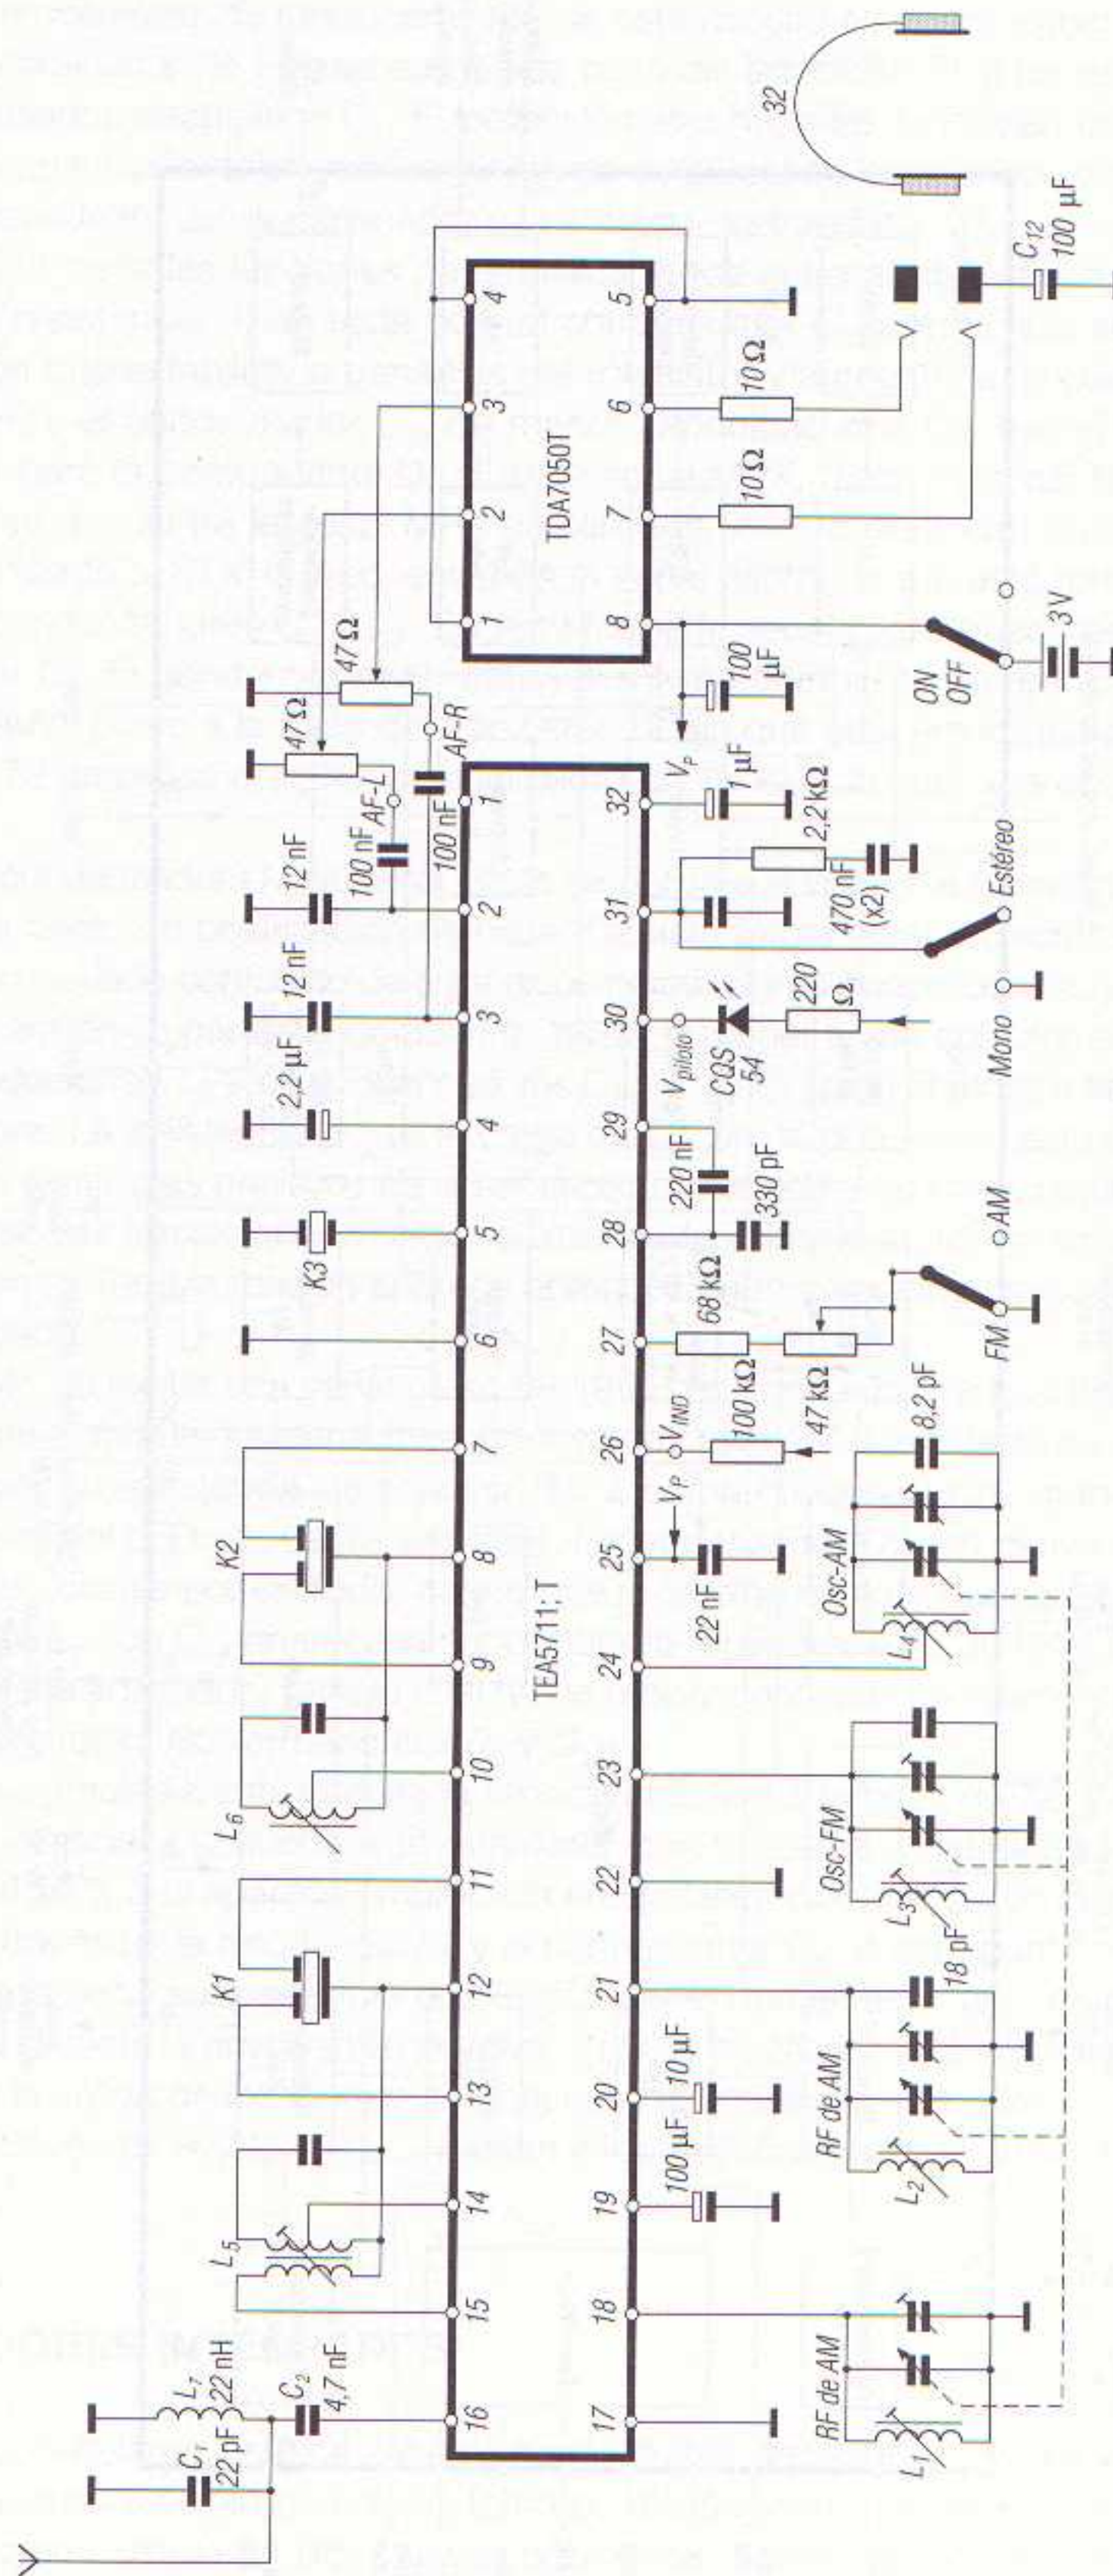 C1
22 pF
L7
22 nH
C2
4,7 nF
L5
K1
L6
K2
K3
2,2 µF
12 nF
12 nF
100 nF
AF-L
47 Ω
100 nF
AF-R
47 Ω
16
15
14
13
12
11
10
9
8
7
6
5
4
3
2
1
TEA5711; T
17
18
19
20
21
22
23
24
25
26
27
28
29
30
31
32
1
2
3
4
TDA7050T
8
7
6
5
32
RF de AM
L1
100 µF
10 µF
RF de AM
L2
18 pF
Osc-FM
L3
Osc-AM
L4
8,2 pF
22 nF
VP
VIND
100 kΩ
47 kΩ
68 kΩ
FM
AM
220 nF
330 pF
Vpiloto
CQS
54
220
Ω
Mono
Estéreo
470 nF
(x2)
2,2 kΩ
1 µF
VP
100
µF
ON
OFF
3V
10 Ω
10 Ω
C12
100 µF